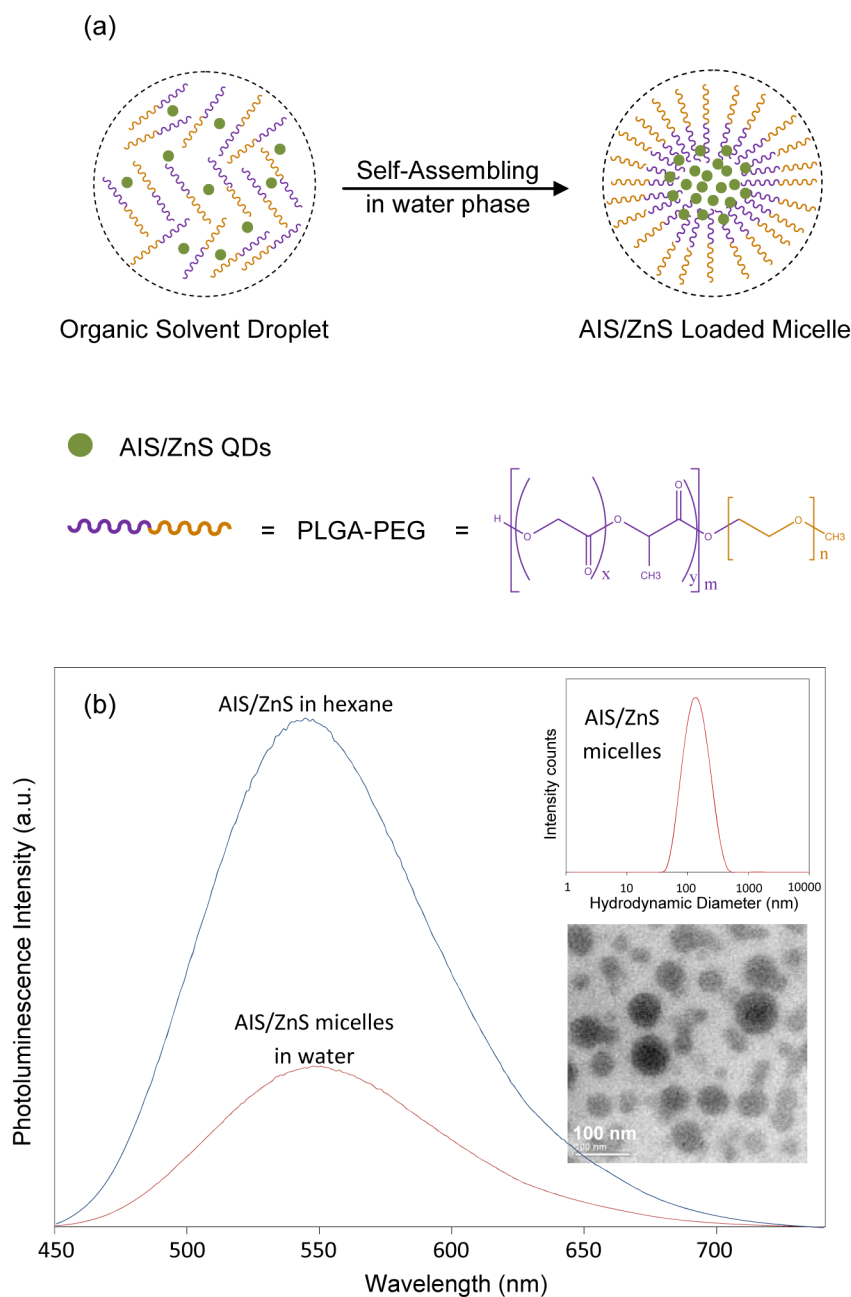 (a)
Self-Assembling
in water phase
Organic Solvent Droplet
AIS/ZnS Loaded Micelle
AIS/ZnS QDs
= PLGA-PEG =
H
O
O
x
O
CH3
O
y
m
O
O
n
CH3
(b)
AIS/ZnS in hexane
AIS/ZnS micelles
in water
Photoluminescence Intensity (a.u.)
450 500 550 600 650 700
Wavelength (nm)
AIS/ZnS
micelles
Intensity counts
1 10 100 1000 10000
Hydrodynamic Diameter (nm)
100 nm
100 nm